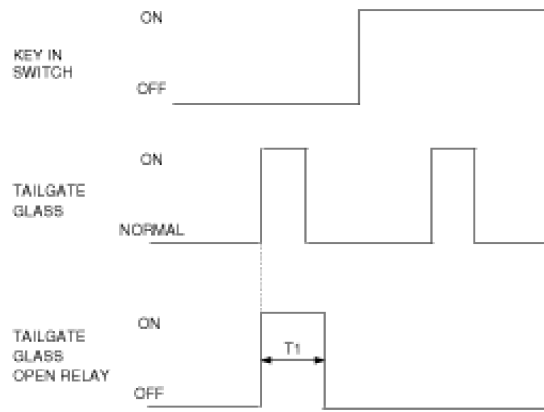 ON
KEY IN
SWITCH
OFF
ON
TAILGATE
GLASS
NORMAL
ON
TAILGATE
GLASS
OPEN RELAY
T1
OFF